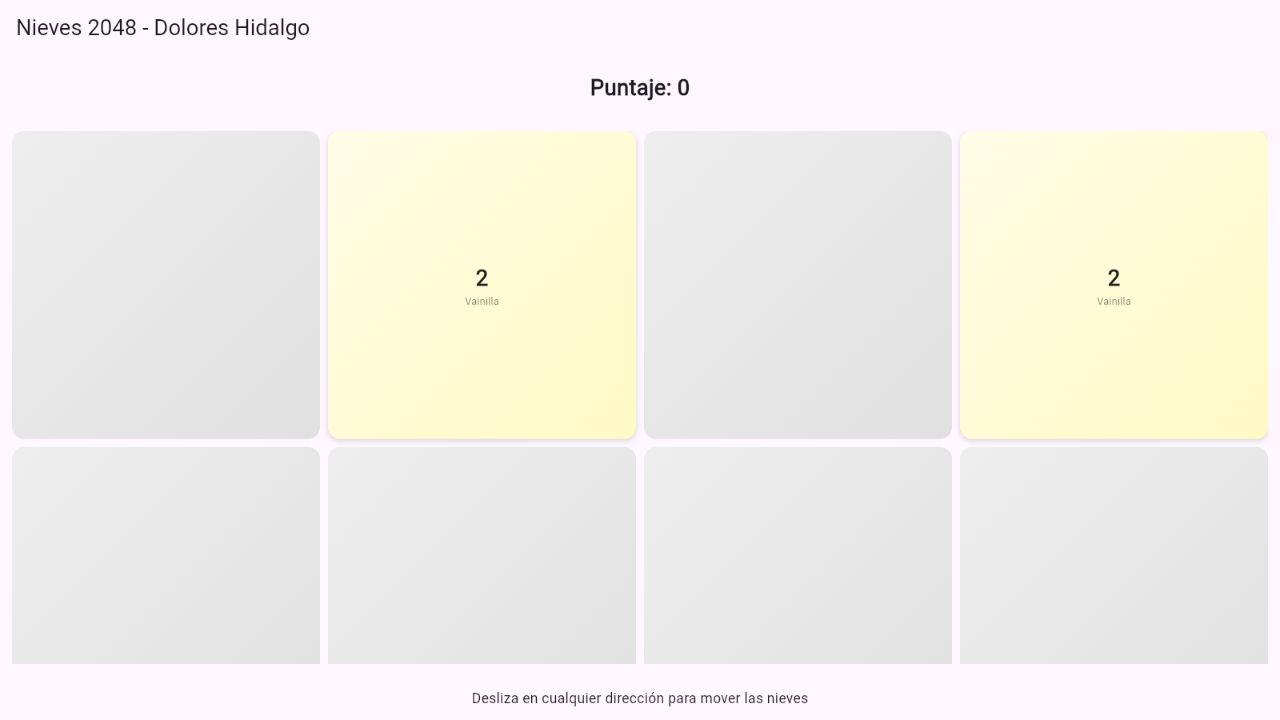 Nieves 2048 - Dolores Hidalgo
Puntaje: 0
2
Vainilla
2
Vainilla
Desliza en cualquier dirección para mover las nieves